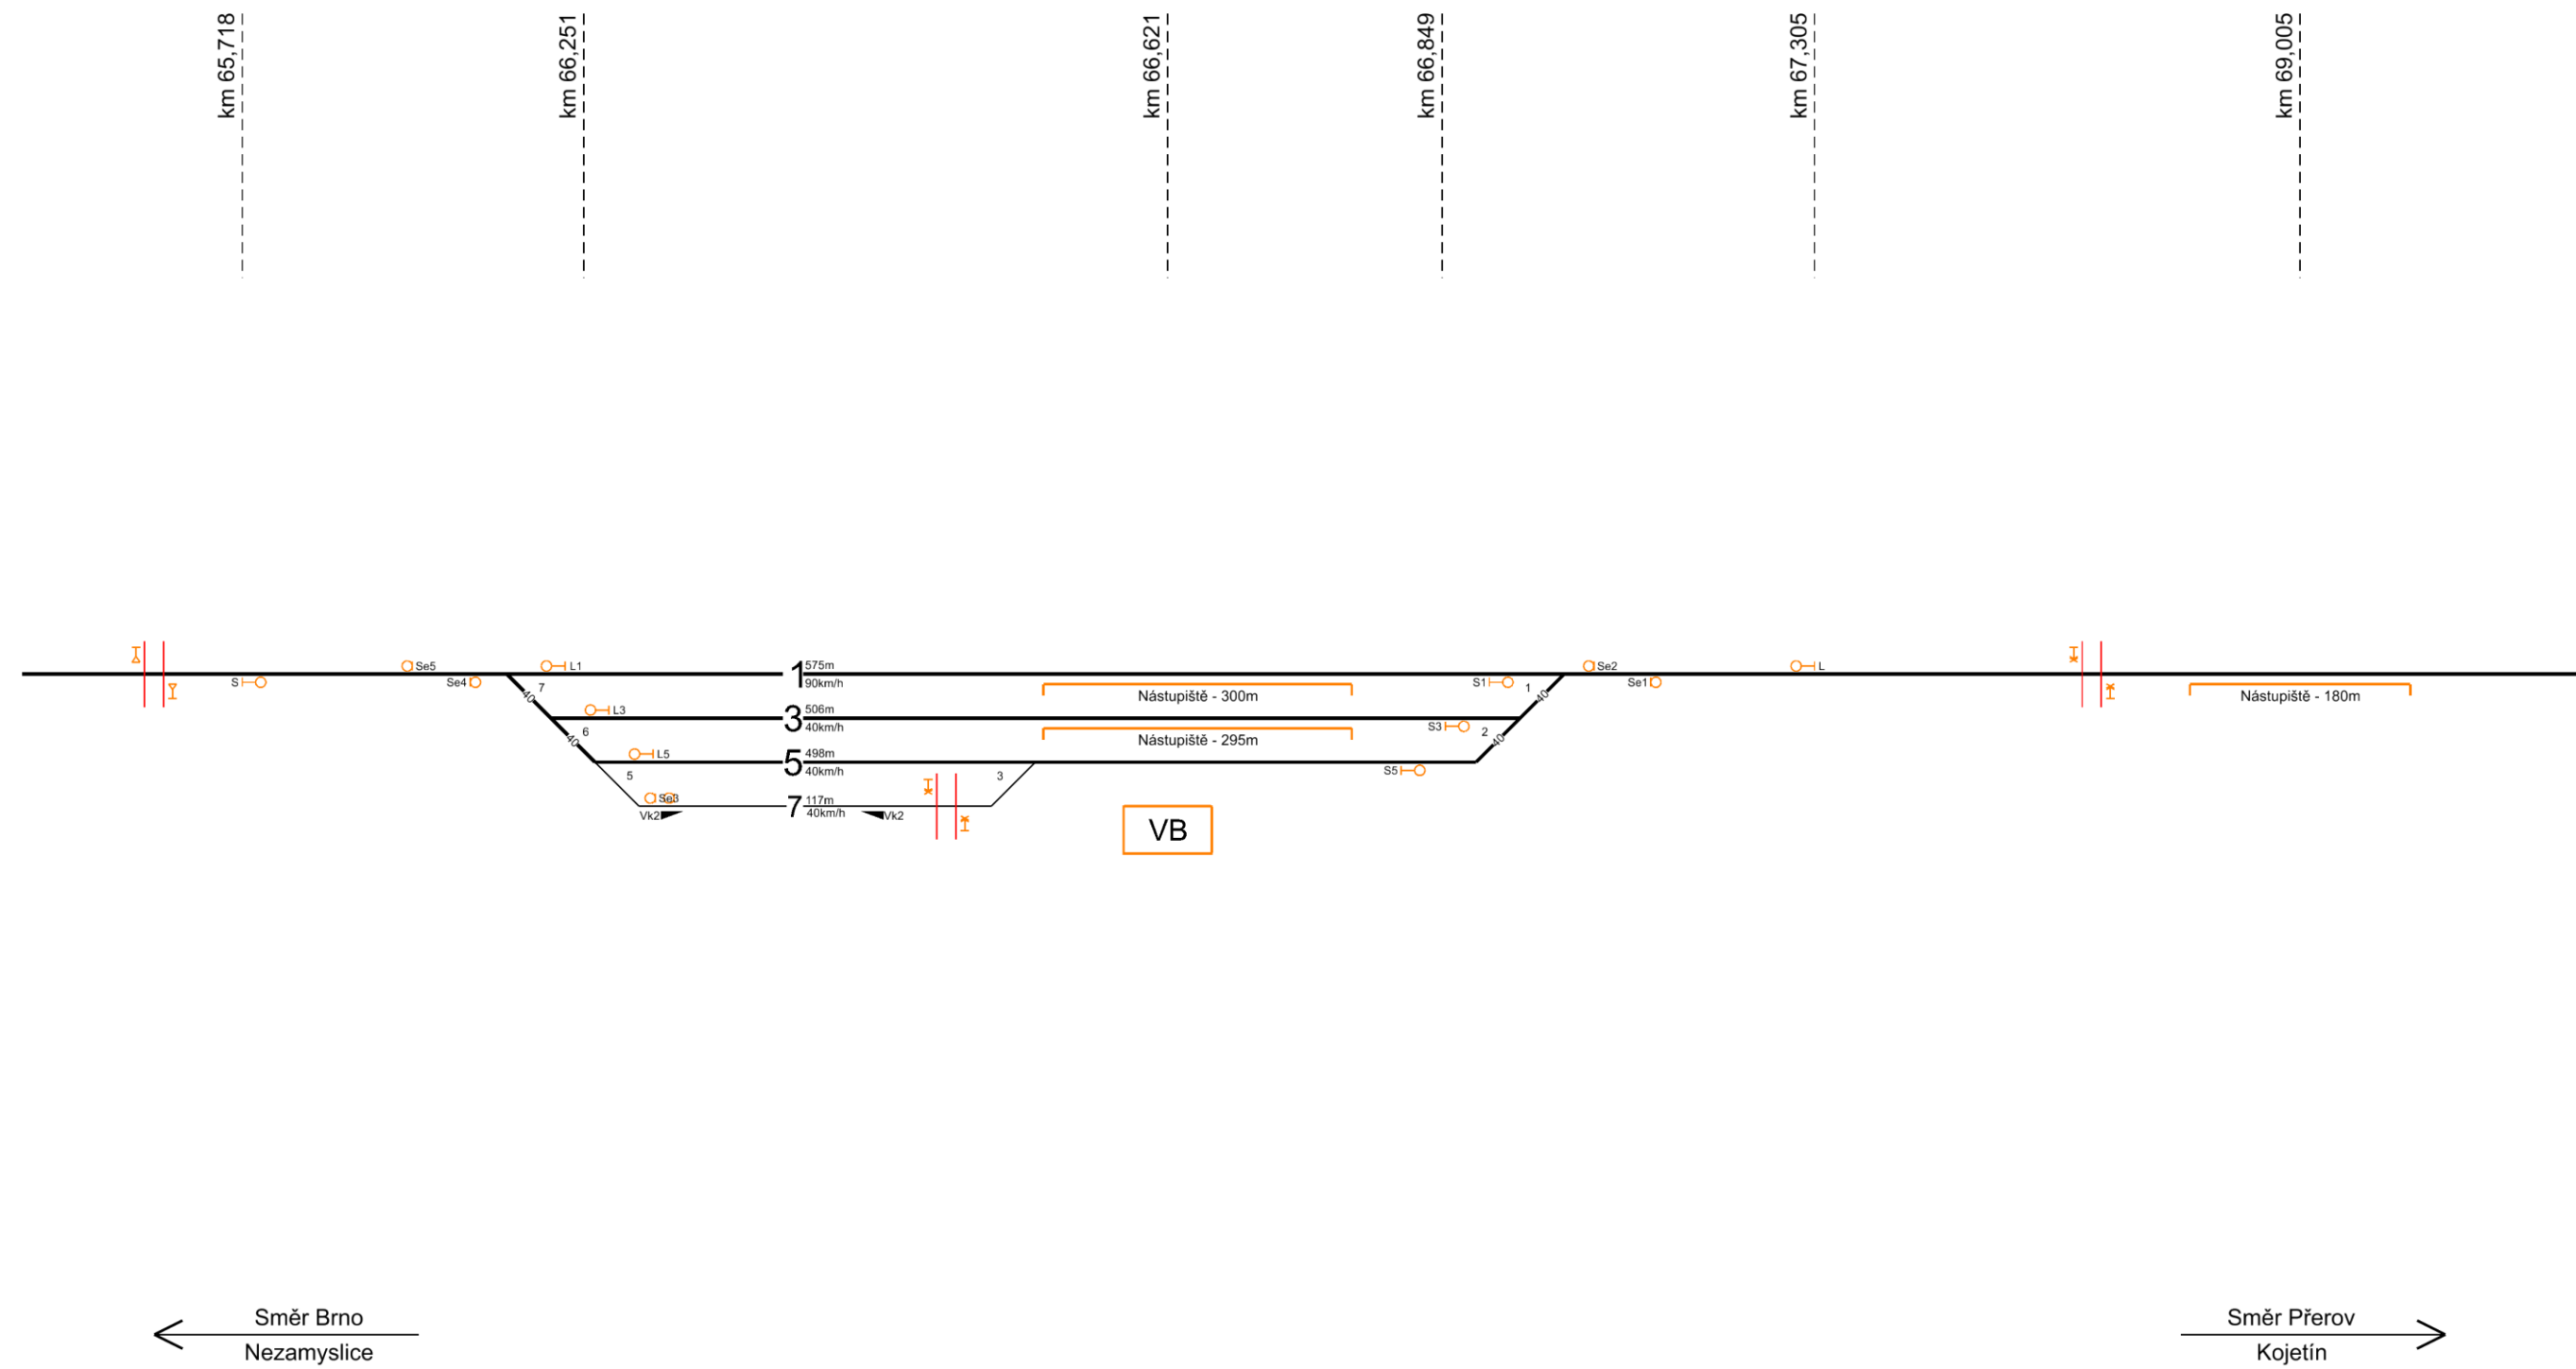 km 65,718
km 66,251
km 66,621
km 66,849
km 67,305
km 69,005
Se5
L1
1
575m
Se2
L
S
Se4
7
40
90km/h
Nástupiště - 300m
S1
1
40
Se1
Nástupiště - 180m
L3
3
506m
6
40
40km/h
Nástupiště - 295m
S3
2
40
L5
5
498m
5
40km/h
3
S5
Se3
7
117m
Vk2
40km/h
Vk2
VB
Směr Brno
Nezamyslice
Směr Přerov
Kojetín